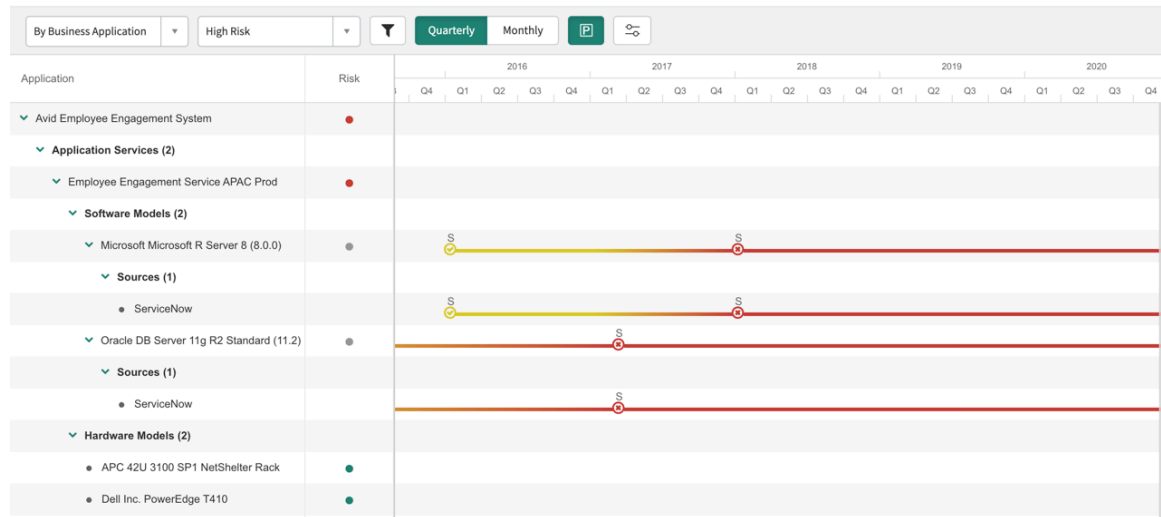 By Business Application
High Risk
Quarterly
Monthly
P
Application
Risk
2016 2017 2018 2019 2020
Q4 Q1 Q2 Q3 Q4 Q1 Q2 Q3 Q4 Q1 Q2 Q3 Q4 Q1 Q2 Q3 Q4 Q1 Q2 Q3 Q4
Avid Employee Engagement System
Application Services (2)
Employee Engagement Service APAC Prod
Software Models (2)
S S
Microsoft Microsoft R Server 8 (8.0.0)
Sources (1)
S S
ServiceNow
S
Oracle DB Server 11g R2 Standard (11.2)
Sources (1)
S
ServiceNow
Hardware Models (2)
APC 42U 3100 SP1 NetShelter Rack
Dell Inc. PowerEdge T410